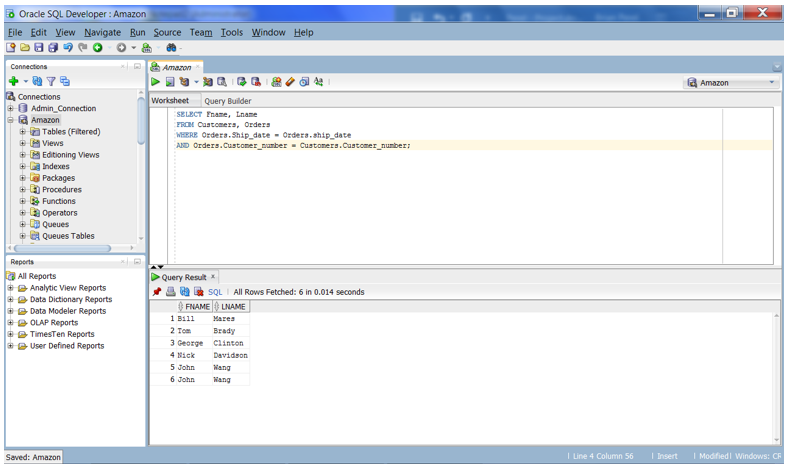 Oracle SQL Developer : Amazon
File Edit View Navigate Run Source Team Tools Window Help
Connections
Connections
Admin_Connection
Amazon
Tables (Filtered)
Views
Editioning Views
Indexes
Packages
Procedures
Functions
Operators
Queues
Queues Tables
Reports
All Reports
Analytic View Reports
Data Dictionary Reports
Data Modeler Reports
OLAP Reports
TimesTen Reports
User Defined Reports
Amazon
Amazon
Worksheet Query Builder
SELECT Fname, Lname
FROM Customers, Orders
WHERE Orders.Ship_date = Orders.ship_date
AND Orders.Customer_number = Customers.Customer_number;
Query Result
SQL | All Rows Fetched: 6 in 0.014 seconds
FNAME LNAME
1 Bill Mares
2 Tom Brady
3 George Clinton
4 Nick Davidson
5 John Wang
6 John Wang
Saved: Amazon
Line 4 Column 56 | Insert | Modified | Windows: CR